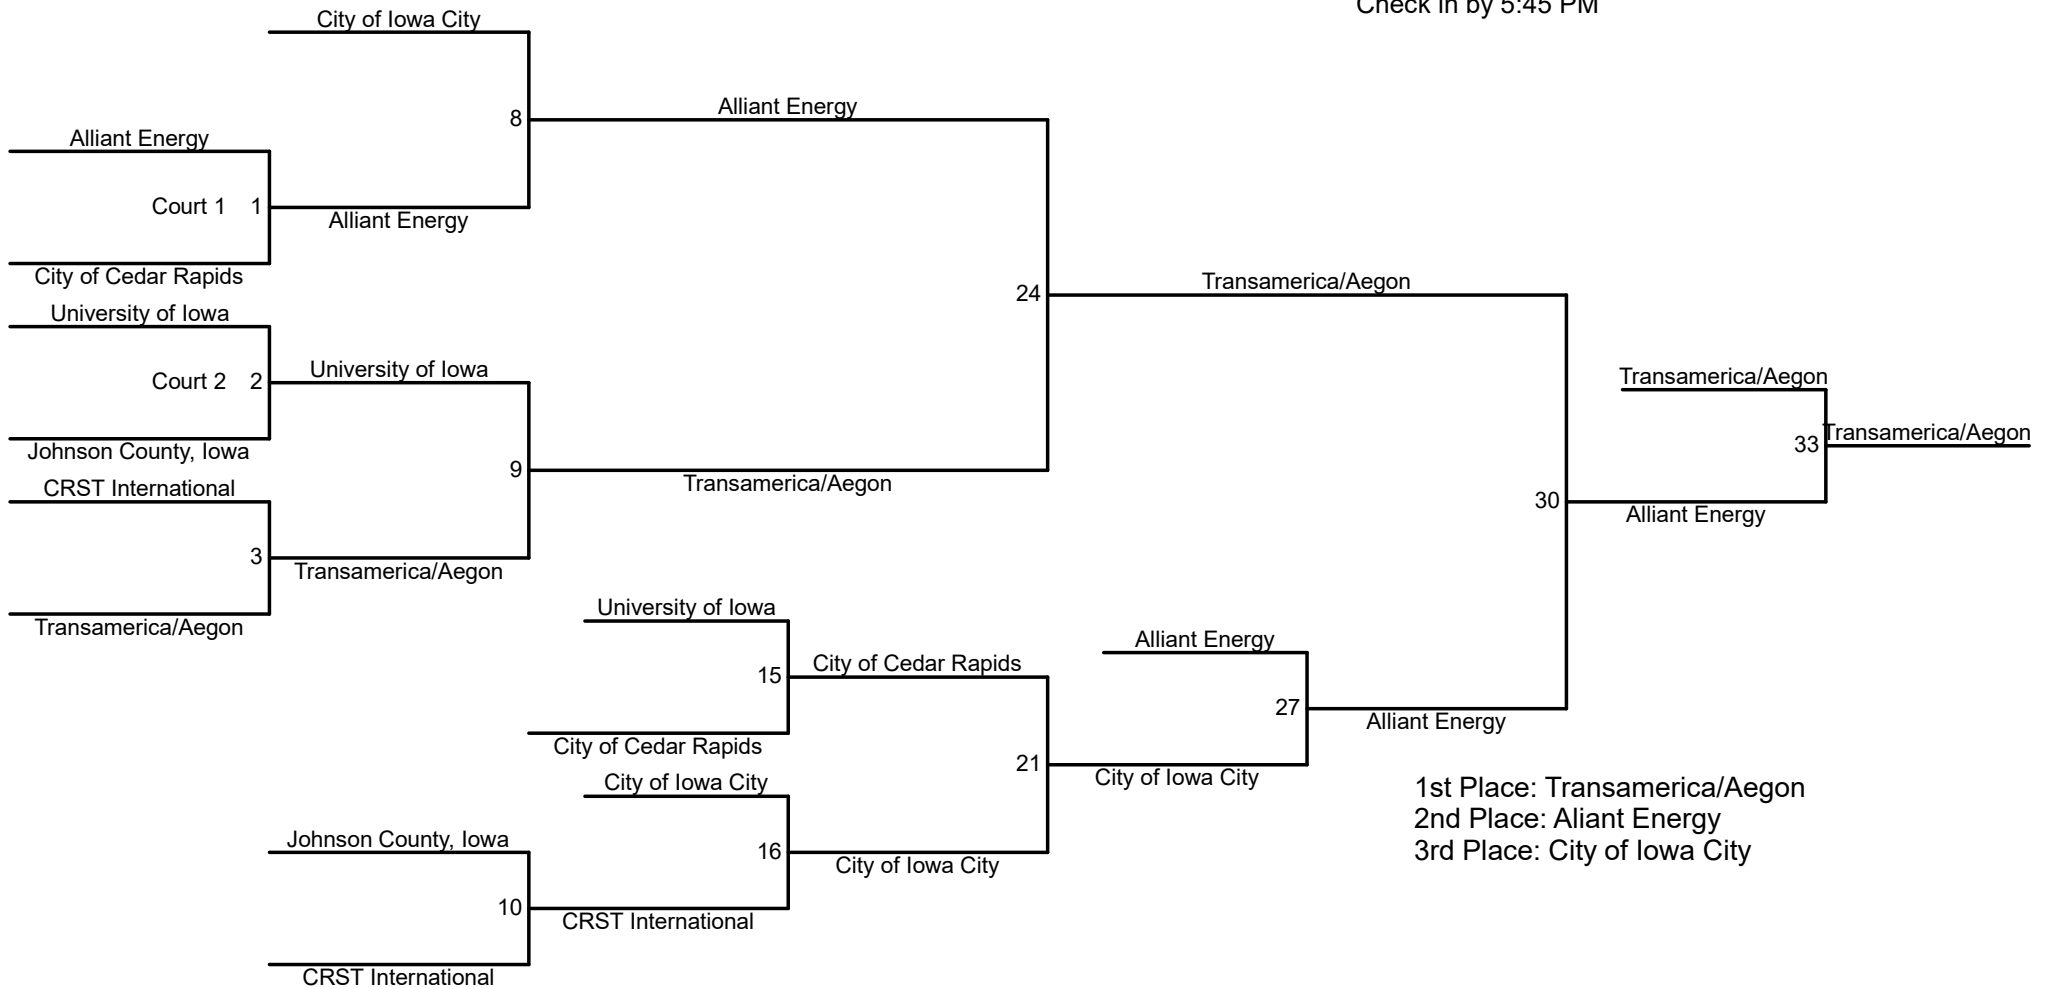 Check in by 5:45 PM
City of Iowa City
8
Alliant Energy
Alliant Energy
Court 1 1
Alliant Energy
City of Cedar Rapids
University of Iowa
Court 2 2
University of Iowa
Johnson County, Iowa
CRST International
9
Transamerica/Aegon
3
Transamerica/Aegon
Transamerica/Aegon
24
Transamerica/Aegon
Transamerica/Aegon
33
Transamerica/Aegon
30
Alliant Energy
University of Iowa
15
City of Cedar Rapids
City of Cedar Rapids
Alliant Energy
27
Alliant Energy
21
City of Iowa City
City of Iowa City
16
City of Iowa City
Johnson County, Iowa
10
CRST International
CRST International
1st Place: Transamerica/Aegon
2nd Place: Aliant Energy
3rd Place: City of Iowa City